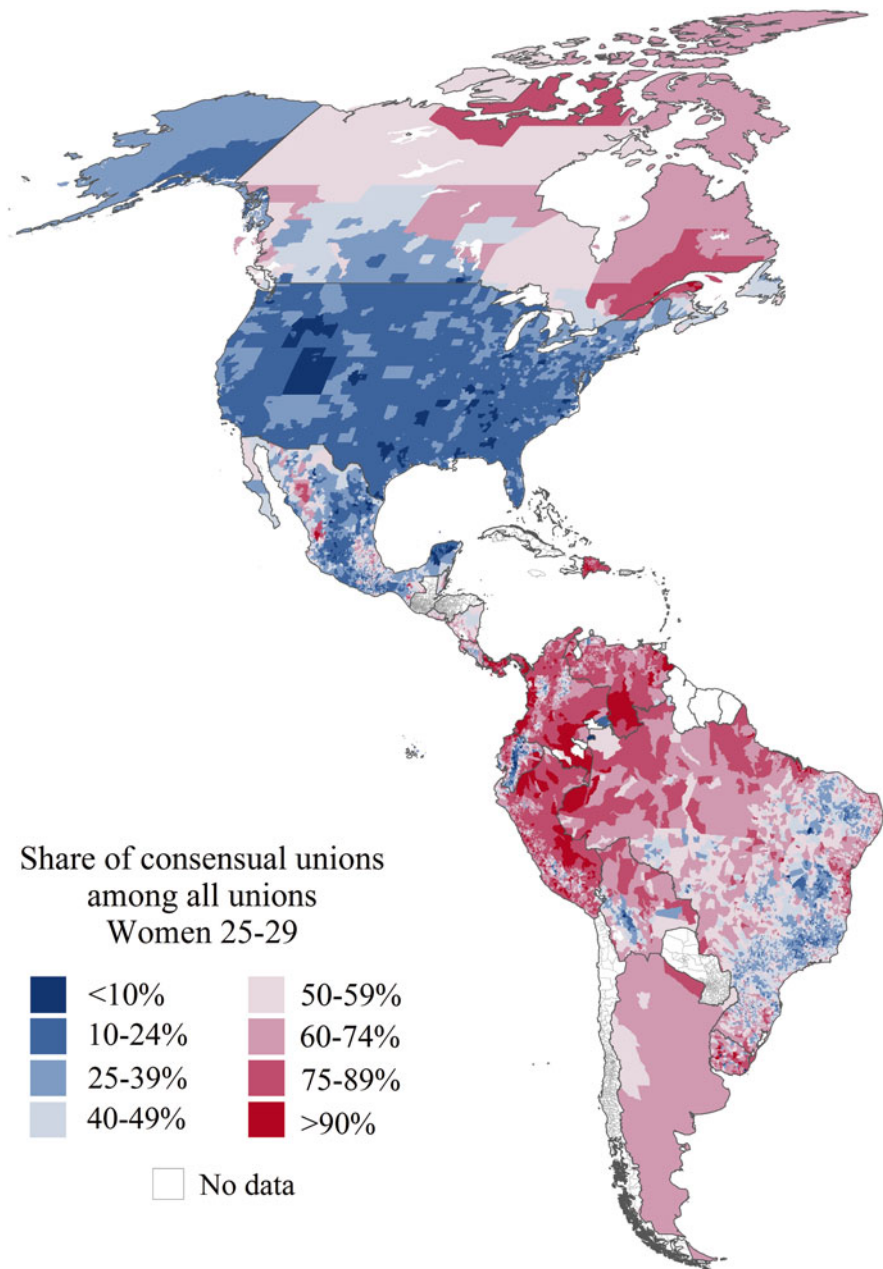 Share of consensual unions
among all unions
Women 25-29
<10%
10-24%
25-39%
40-49%
50-59%
60-74%
75-89%
>90%
No data